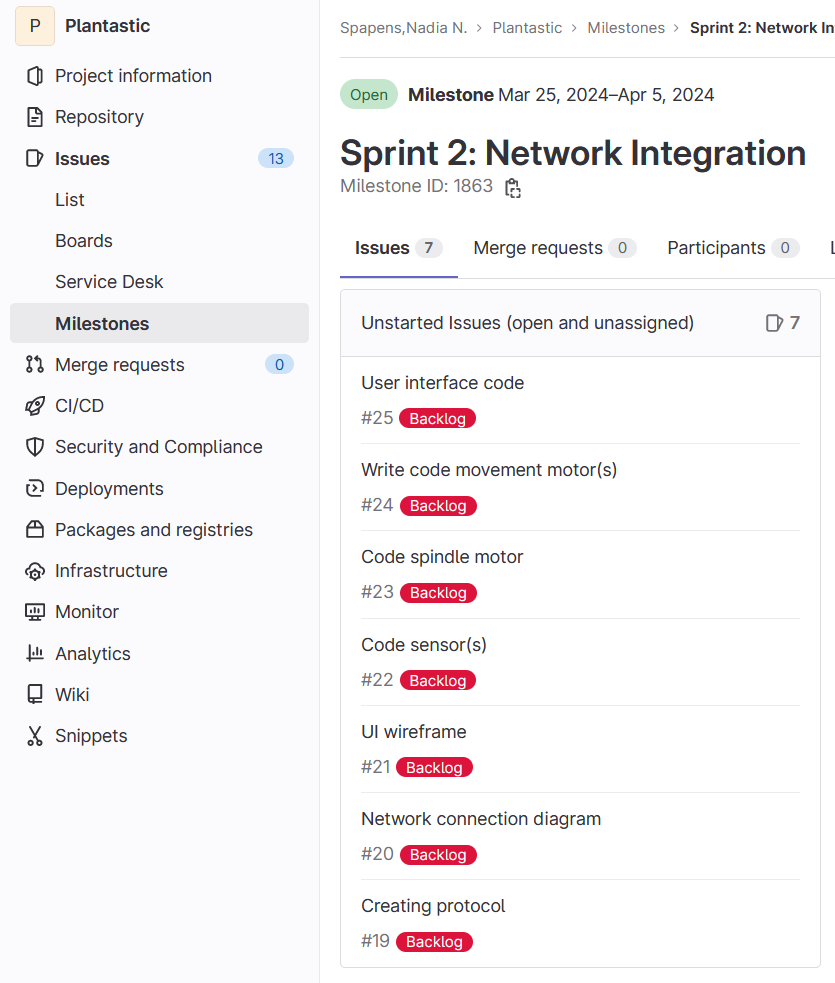 P Plantastic
Project information
Repository
Issues 13
List
Boards
Service Desk
Milestones
Merge requests 0
CI/CD
Security and Compliance
Deployments
Packages and registries
Infrastructure
Monitor
Analytics
Wiki
Snippets
Spapens,Nadia N. > Plantastic > Milestones > Sprint 2: Network In
Open Milestone Mar 25, 2024–Apr 5, 2024
Sprint 2: Network Integration
Milestone ID: 1863
Issues 7 Merge requests 0 Participants 0 L
Unstarted Issues (open and unassigned) 7
User interface code
#25 Backlog
Write code movement motor(s)
#24 Backlog
Code spindle motor
#23 Backlog
Code sensor(s)
#22 Backlog
UI wireframe
#21 Backlog
Network connection diagram
#20 Backlog
Creating protocol
#19 Backlog